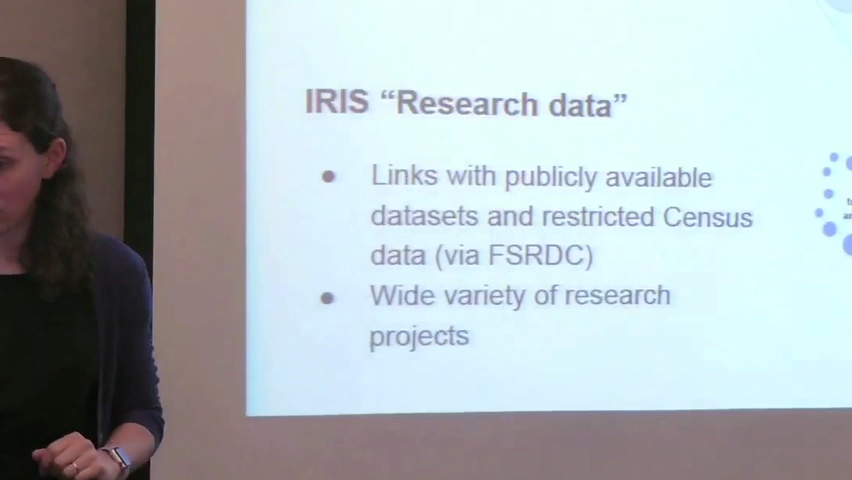 IRIS “Research data”
● Links with publicly available
datasets and restricted Census
data (via FSRDC)
● Wide variety of research
projects